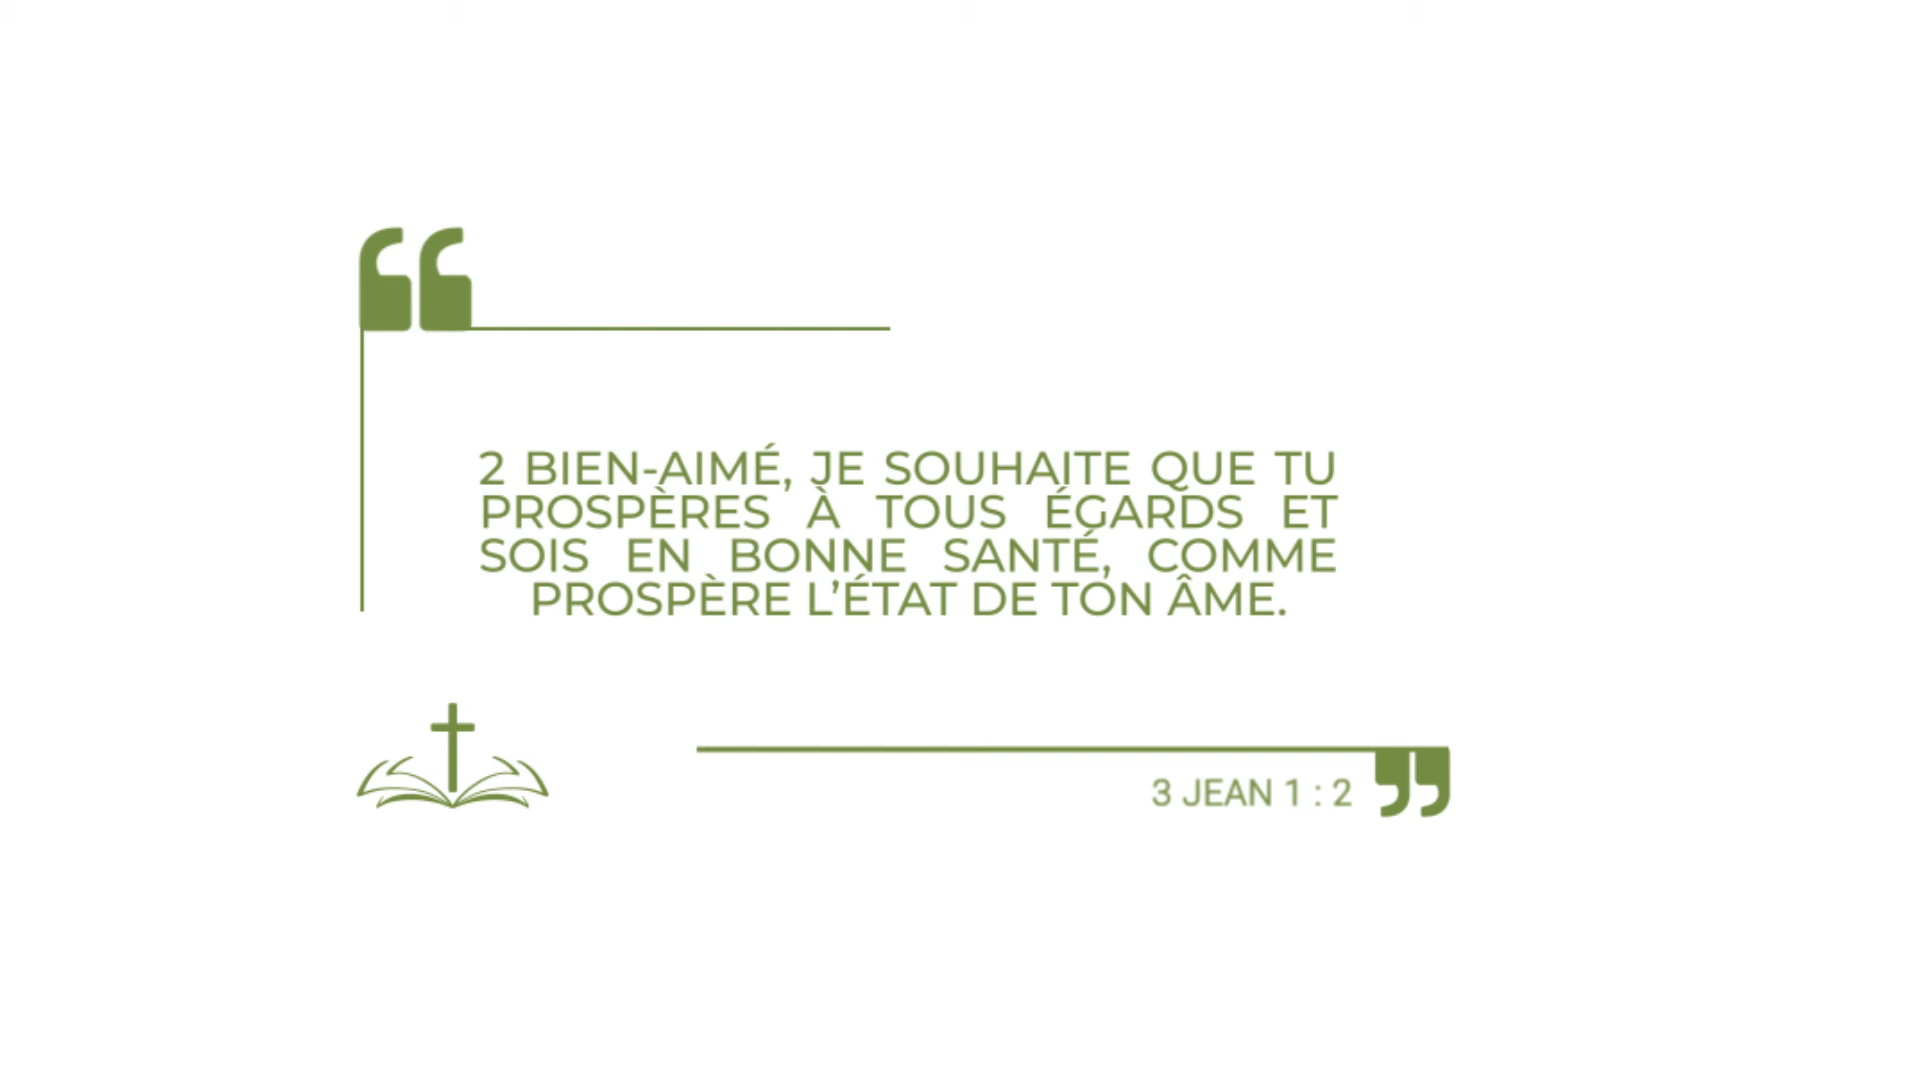 2 BIEN-AIMÉ, JE SOUHAITE QUE TU
PROSPÈRES À TOUS ÉGARDS ET
SOIS EN BONNE SANTÉ, COMME
PROSPÈRE L’ÉTAT DE TON ÂME.
3 JEAN 1 : 2